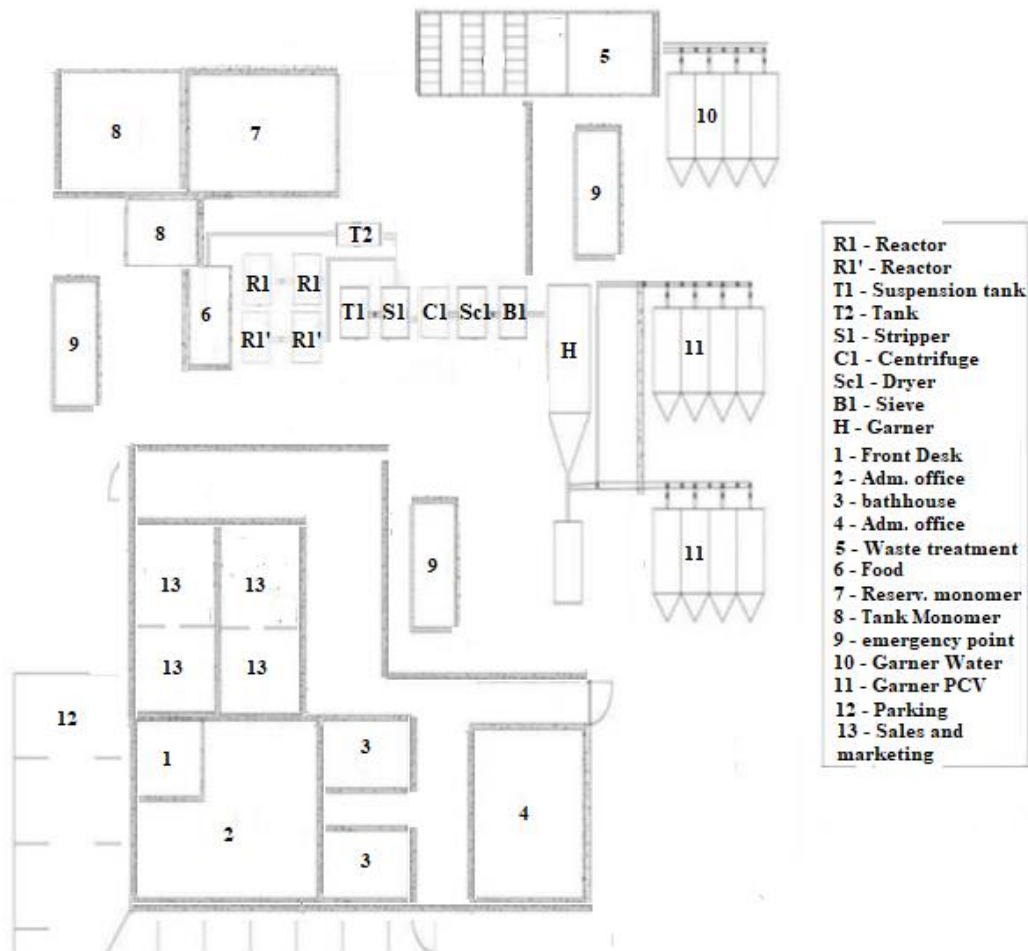 5
10
8
7
9
8
T2
R1
R1
6
T1
S1
C1
Sc1
B1
R1'
R1'
9
H
11
11
9
13
13
13
13
12
1
3
2
4
3
R1 - Reactor
R1' - Reactor
T1 - Suspension tank
T2 - Tank
S1 - Stripper
C1 - Centrifuge
Sc1 - Dryer
B1 - Sieve
H - Garner
1 - Front Desk
2 - Adm. office
3 - bathhouse
4 - Adm. office
5 - Waste treatment
6 - Food
7 - Reserv. monomer
8 - Tank Monomer
9 - emergency point
10 - Garner Water
11 - Garner PCV
12 - Parking
13 - Sales and
marketing